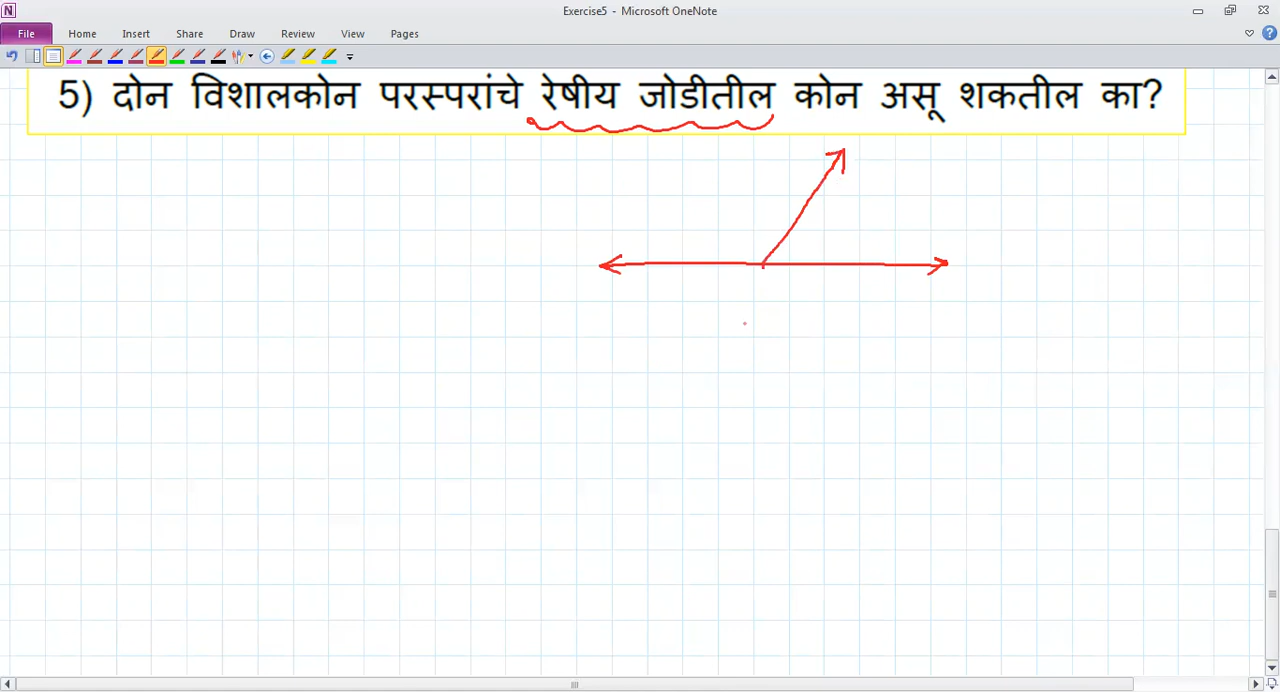 Exercise5 - Microsoft OneNote
File Home Insert Share Draw Review View Pages
5) दोन विशालकोन परस्परांचे रेषीय जोडीतील कोन असू शकतील का?